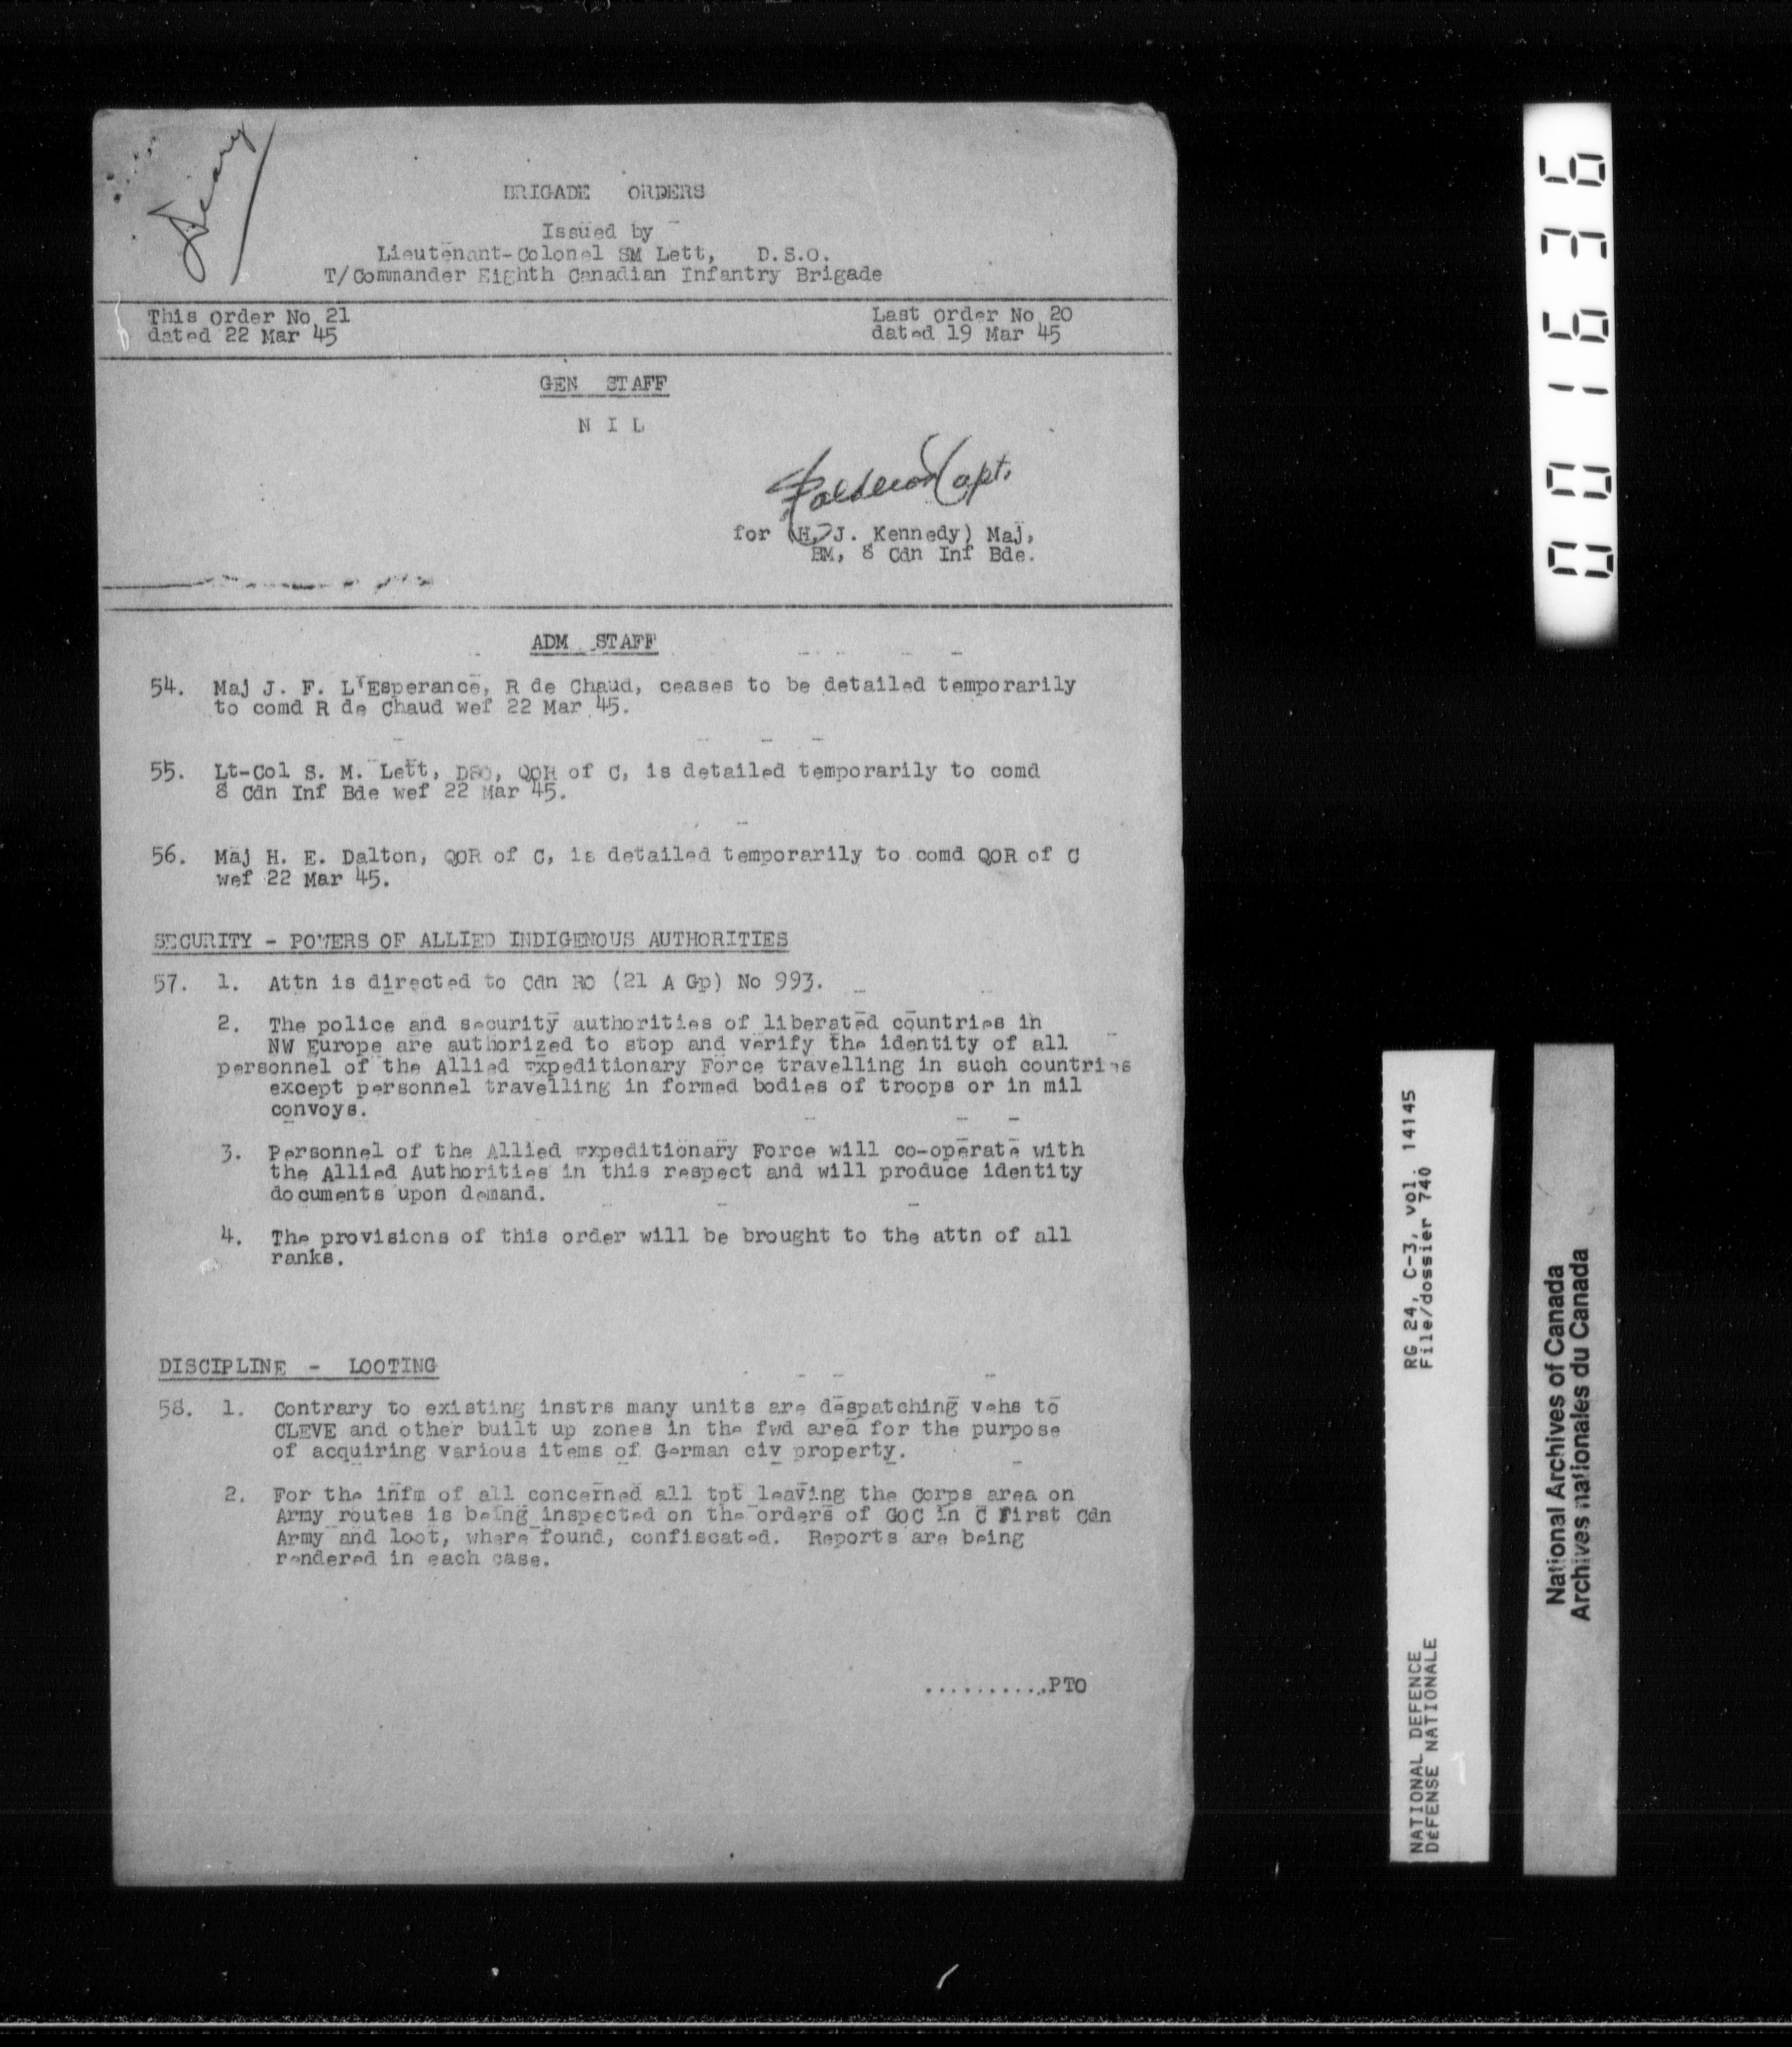 Diary
BRIGADE ORDERS
Issued by
Lieutenant-Colonel SM Lett, D.S.O.
T/Commander Eighth Canadian Infantry Brigade
This Order No 21
dated 22 Mar 45
Last Order No 20
dated 19 Mar 45
GEN STAFF
N I L
Capt.
for (H. J. Kennedy) Maj,
BM, 8 Cdn Inf Bde.
ADM STAFF
54. Maj J. F. L'Esperance, R de Chaud, ceases to be detailed temporarily
to comd R de Chaud wef 22 Mar 45.
55. Lt-Col S. M. Lett, DSO, QOR of C, is detailed temporarily to comd
8 Cdn Inf Bde wef 22 Mar 45.
56. Maj H. E. Dalton, QOR of C, is detailed temporarily to comd QOR of C
wef 22 Mar 45.
SECURITY - POWERS OF ALLIED INDIGENOUS AUTHORITIES
57. 1. Attn is directed to Cdn RO (21 A Gp) No 993.
2. The police and security authorities of liberated countries in
NW Europe are authorized to stop and verify the identity of all
personnel of the Allied Expeditionary Force travelling in such countries
except personnel travelling in formed bodies of troops or in mil
convoys.
3. Personnel of the Allied Expeditionary Force will co-operate with
the Allied Authorities in this respect and will produce identity
documents upon demand.
4. The provisions of this order will be brought to the attn of all
ranks.
DISCIPLINE - LOOTING
58. 1. Contrary to existing instrs many units are despatching vehs to
CLEVE and other built up zones in the fwd area for the purpose
of acquiring various items of German civ property.
2. For the infm of all concerned all tpt leaving the Corps area on
Army routes is being inspected on the orders of GOC in C First Cdn
Army and loot, where found, confiscated. Reports are being
rendered in each case.
...........PTO
001636
RG 24, C-3, vol. 14145
File/dossier 740
NATIONAL DEFENCE
DÉFENSE NATIONALE
National Archives of Canada
Archives nationales du Canada